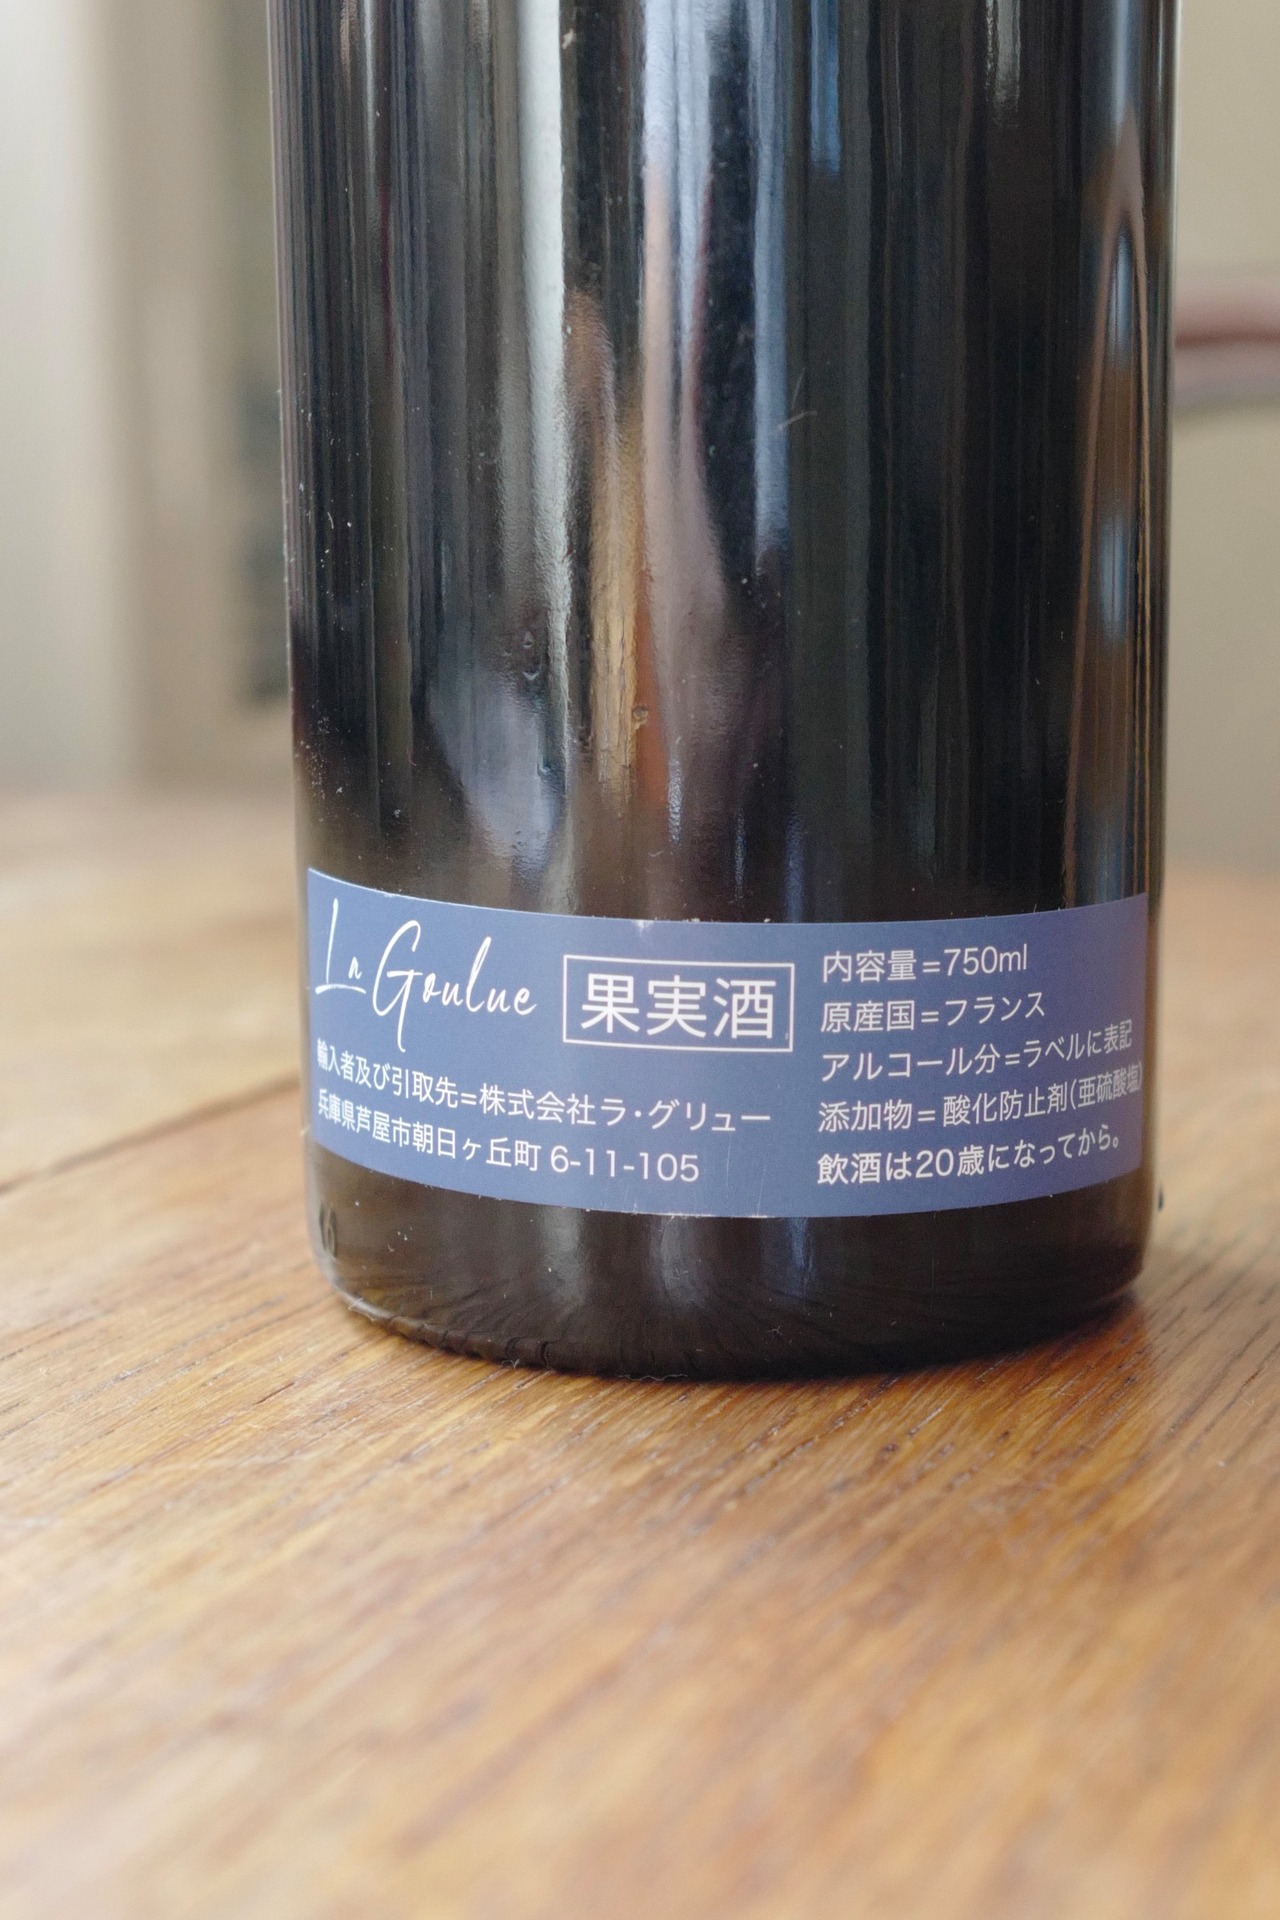 La Goulue
果実酒
輸入者及び引取先=株式会社ラ・グリュー
兵庫県芦屋市朝日ヶ丘町 6-11-105
内容量=750ml
原産国=フランス
アルコール分=ラベルに表記
添加物=酸化防止剤(亜硫酸塩)
飲酒は20歳になってから。